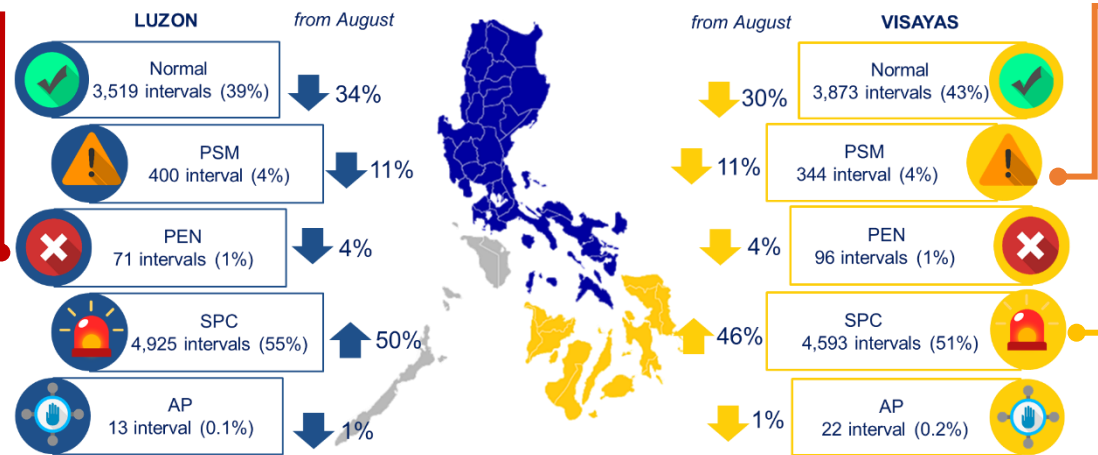 LUZON
from August
Normal
3,519 intervals (39%)
34%
PSM
400 interval (4%)
11%
PEN
71 intervals (1%)
4%
SPC
4,925 intervals (55%)
50%
AP
13 interval (0.1%)
1%
from August
VISAYAS
30%
Normal
3,873 intervals (43%)
11%
PSM
344 interval (4%)
4%
PEN
96 interval (1%)
46%
SPC
4,593 intervals (51%)
1%
AP
22 interval (0.2%)